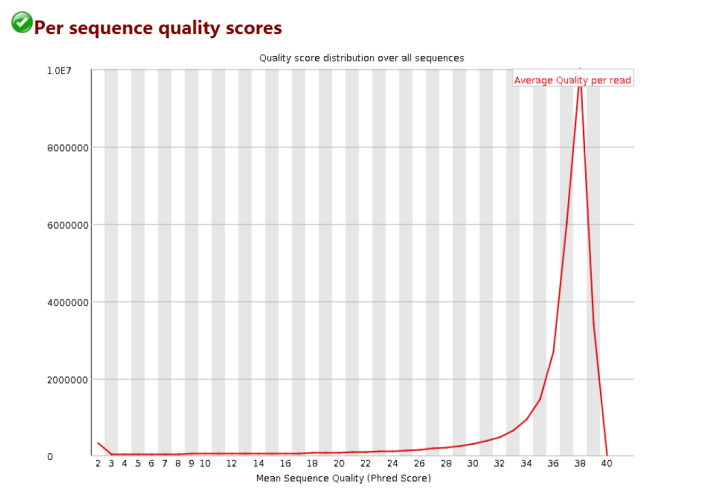 Per sequence quality scores
Quality score distribution over all sequences
1.0E7
Average Quality per read
8000000
6000000
4000000
2000000
0
2 3 4 5 6 7 8 9 10 12 14 16 18 20 22 24 26 28 30 32 34 36 38 40
Mean Sequence Quality (Phred Score)